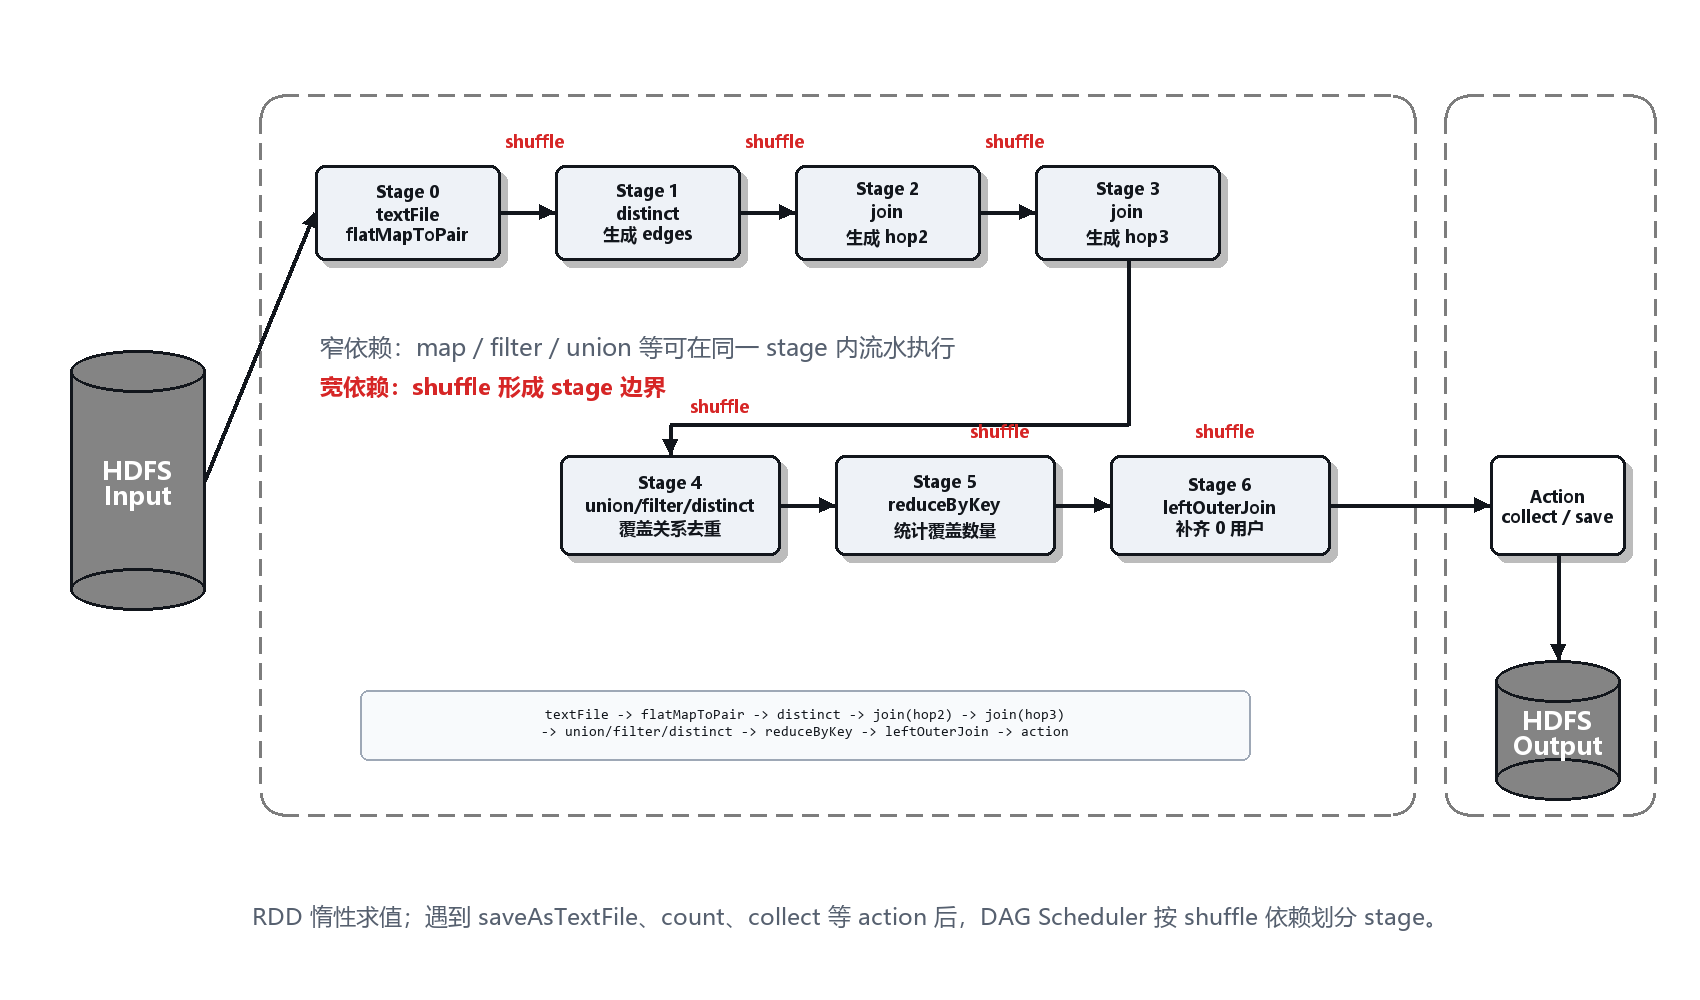 shuffle
shuffle
shuffle
Stage 0
textFile
flatMapToPair
Stage 1
distinct
生成 edges
Stage 2
join
生成 hop2
Stage 3
join
生成 hop3
窄依赖：map / filter / union 等可在同一 stage 内流水执行
宽依赖：shuffle 形成 stage 边界
shuffle
shuffle
shuffle
HDFS
Input
Stage 4
union/filter/distinct
覆盖关系去重
Stage 5
reduceByKey
统计覆盖数量
Stage 6
leftOuterJoin
补齐 0 用户
Action
collect / save
HDFS
Output
textFile -> flatMapToPair -> distinct -> join(hop2) -> join(hop3)
-> union/filter/distinct -> reduceByKey -> leftOuterJoin -> action
RDD 惰性求值；遇到 saveAsTextFile、count、collect 等 action 后，DAG Scheduler 按 shuffle 依赖划分 stage。